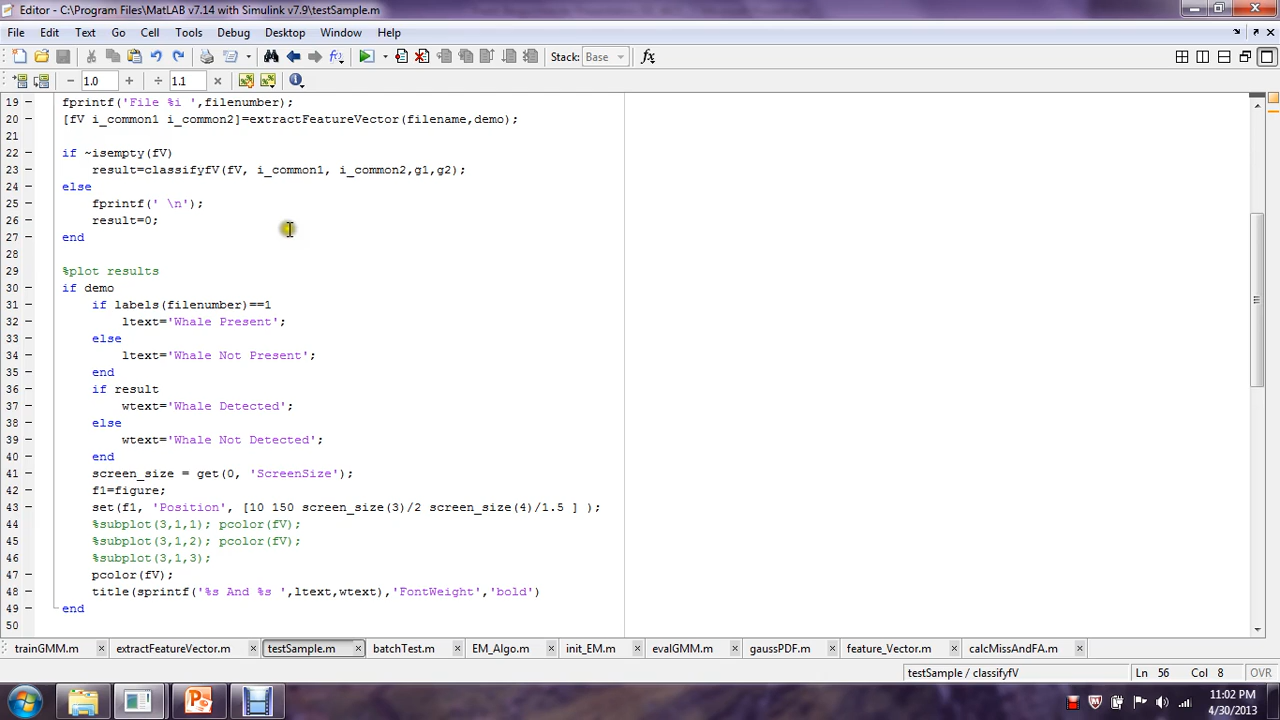 Editor - C:\Program Files\MatLAB v7.14 with Simulink v7.9\testSample.m
File Edit Text Go Cell Tools Debug Desktop Window Help
Stack: Base fx
− 1.0 + ÷ 1.1 ×
19 − fprintf('File %i ',filenumber);
20 − [fV i_common1 i_common2]=extractFeatureVector(filename,demo);
21
22 − if ~isempty(fV)
23 − result=classifyfV(fV, i_common1, i_common2,g1,g2);
24 − else
25 − fprintf(' \n');
26 − result=0;
27 − end
28
29 %plot results
30 − if demo
31 − if labels(filenumber)==1
32 − ltext='Whale Present';
33 − else
34 − ltext='Whale Not Present';
35 − end
36 − if result
37 − wtext='Whale Detected';
38 − else
39 − wtext='Whale Not Detected';
40 − end
41 − screen_size = get(0, 'ScreenSize');
42 − f1=figure;
43 − set(f1, 'Position', [10 150 screen_size(3)/2 screen_size(4)/1.5 ] );
44 %subplot(3,1,1); pcolor(fV);
45 %subplot(3,1,2); pcolor(fV);
46 %subplot(3,1,3);
47 − pcolor(fV);
48 − title(sprintf('%s And %s ',ltext,wtext),'FontWeight','bold')
49 − end
50
trainGMM.m × extractFeatureVector.m × testSample.m × batchTest.m × EM_Algo.m × init_EM.m × evalGMM.m × gaussPDF.m × feature_Vector.m × calcMissAndFA.m ×
testSample / classifyfV Ln 56 Col 8 OVR
11:02 PM
4/30/2013